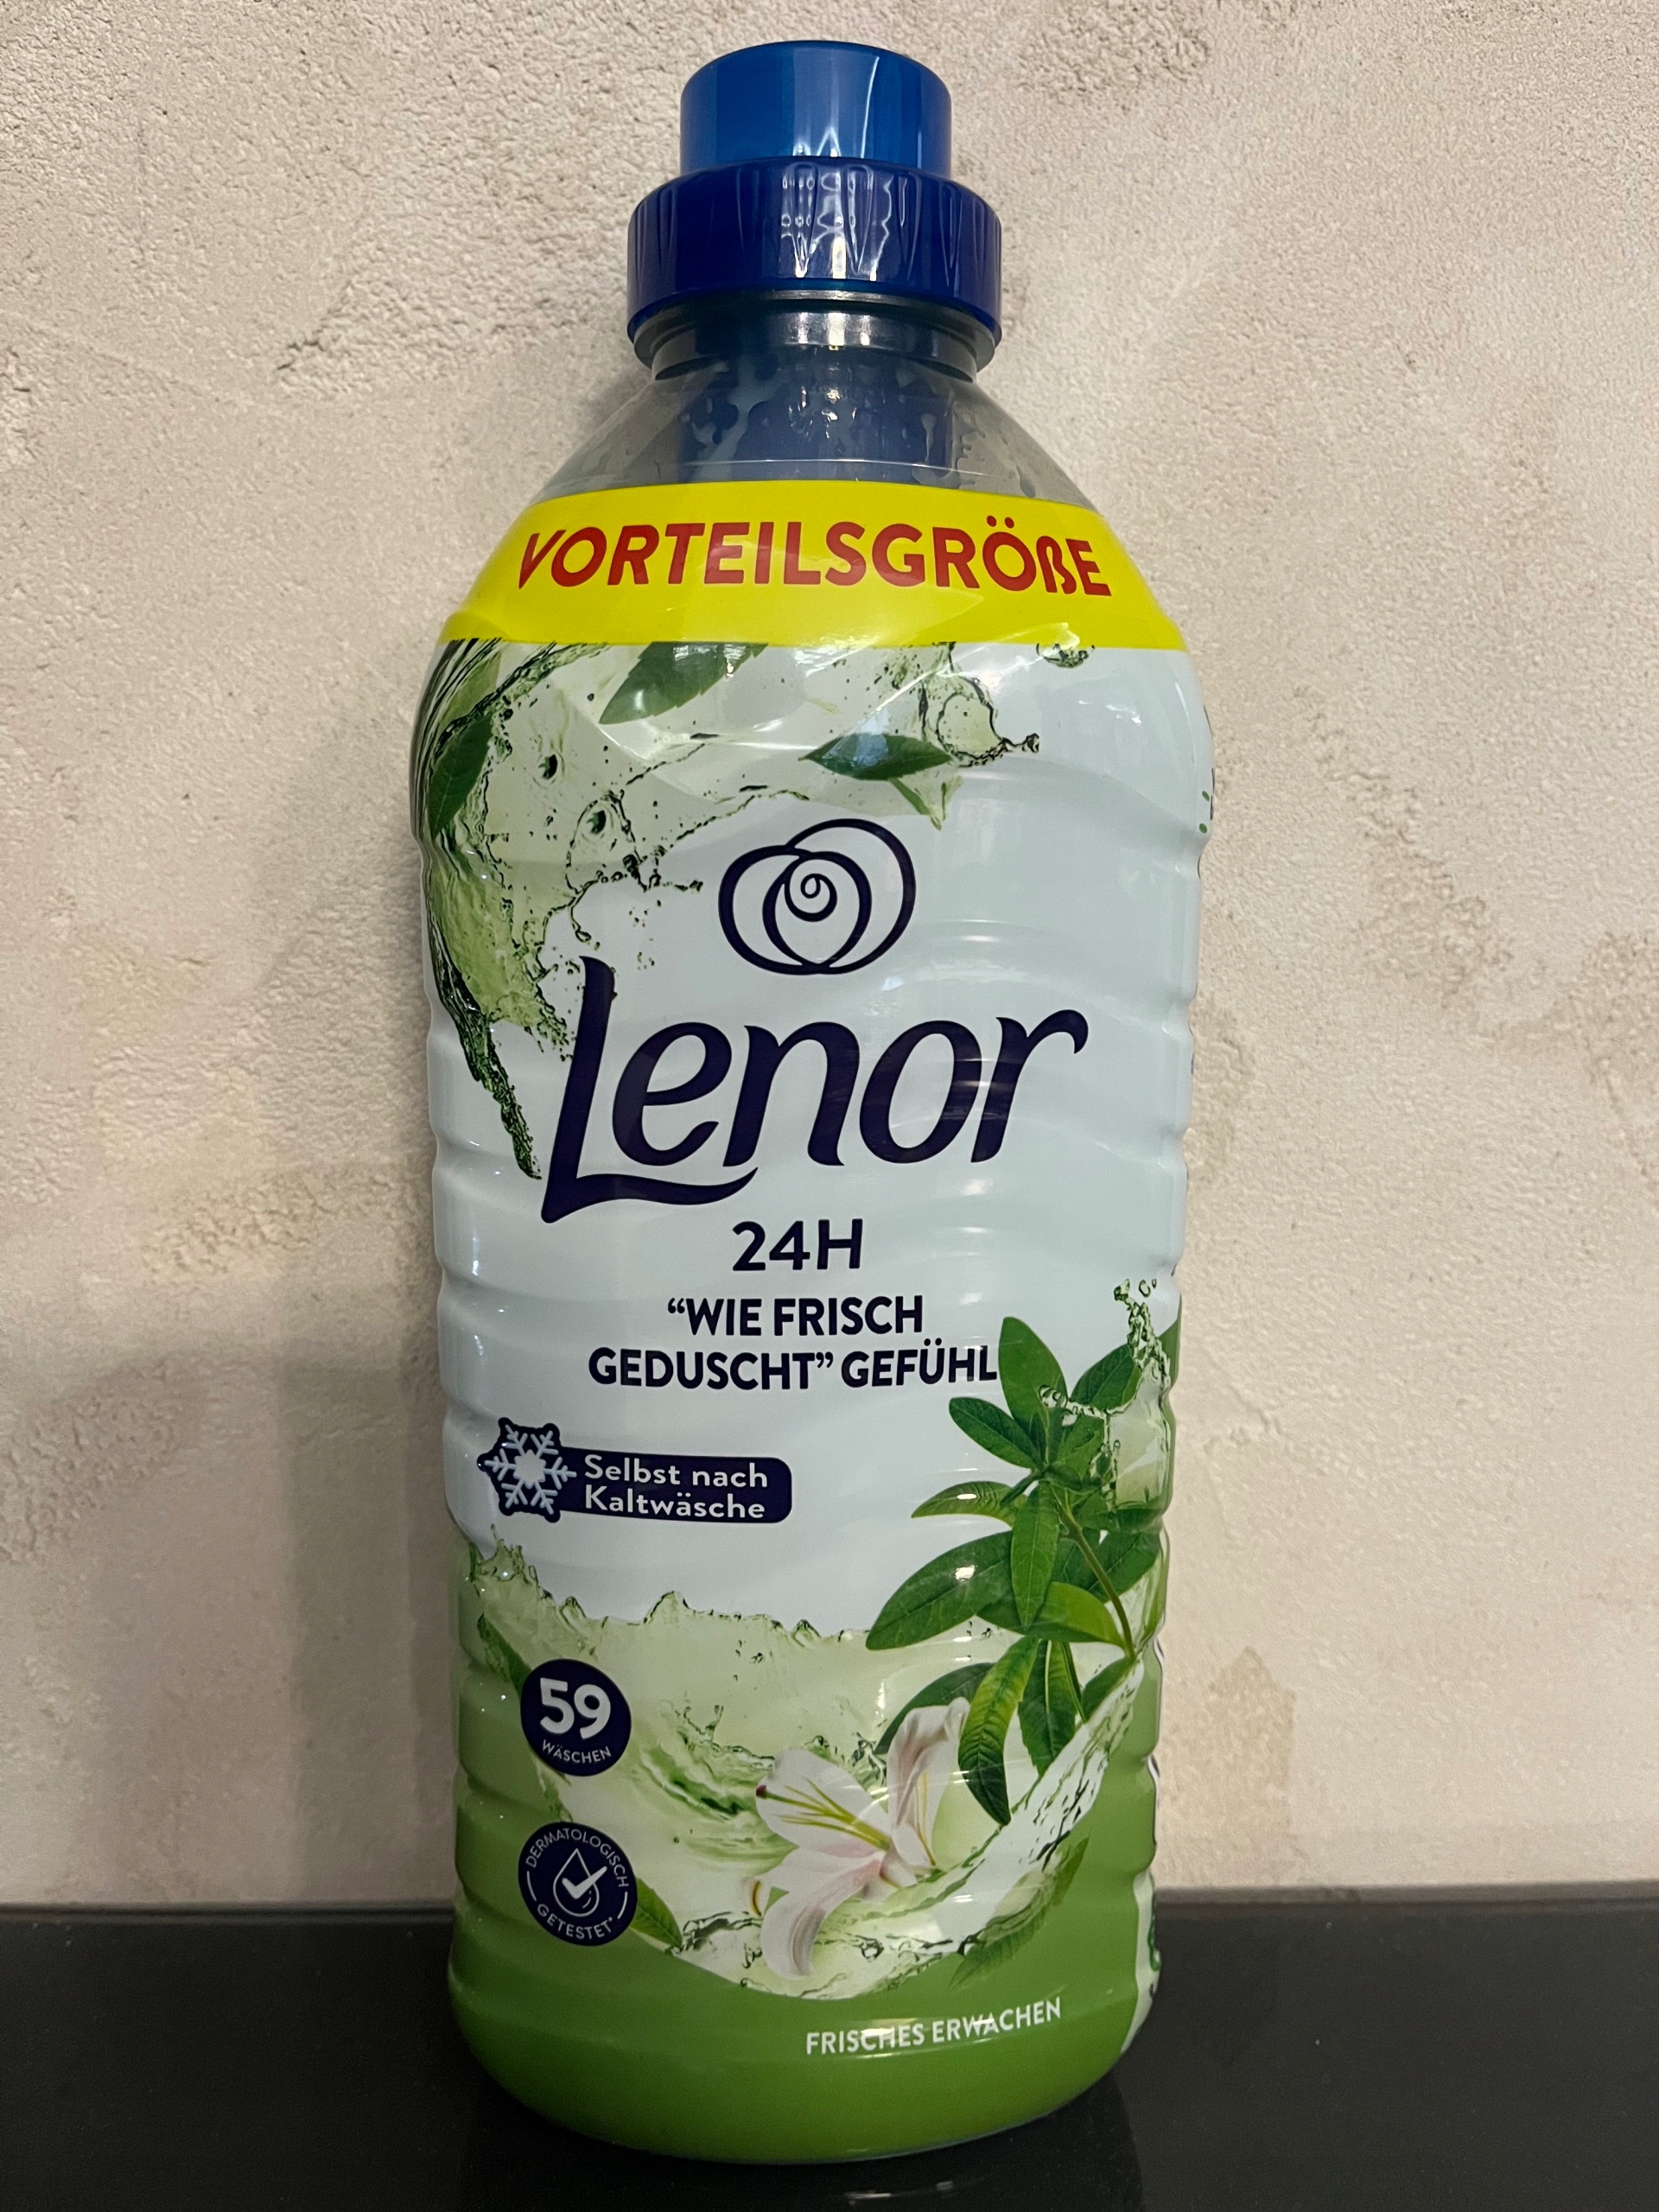 VORTEILSGRÖßE
Lenor
24H
“WIE FRISCH
GEDUSCHT” GEFÜHL
Selbst nach
Kaltwäsche
59
WÄSCHEN
DERMATOLOGISCH
GETESTET*
FRISCHES ERWACHEN